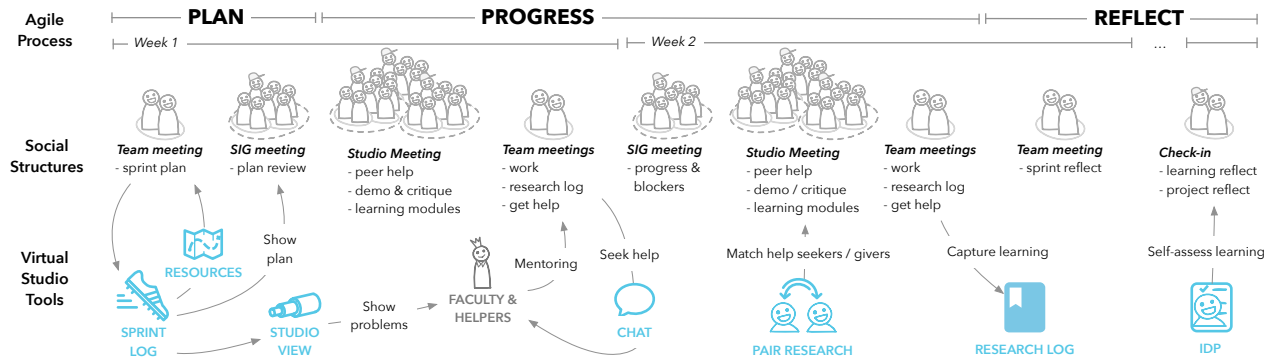 Agile
Process
PLAN
PROGRESS
REFLECT
Week 1
Week 2
...
Social
Structures
Team meeting
- sprint plan
SIG meeting
- plan review
Studio Meeting
- peer help
- demo & critique
- learning modules
Team meetings
- work
- research log
- get help
SIG meeting
- progress &
blockers
Studio Meeting
- peer help
- demo / critique
- learning modules
Team meetings
- work
- research log
- get help
Team meeting
- sprint reflect
Check-in
- learning reflect
- project reflect
Virtual
Studio
Tools
RESOURCES
Show
plan
SPRINT
LOG
STUDIO
VIEW
Show
problems
FACULTY &
HELPERS
Mentoring
Seek help
CHAT
Match help seekers / givers
PAIR RESEARCH
Capture learning
RESEARCH LOG
Self-assess learning
IDP